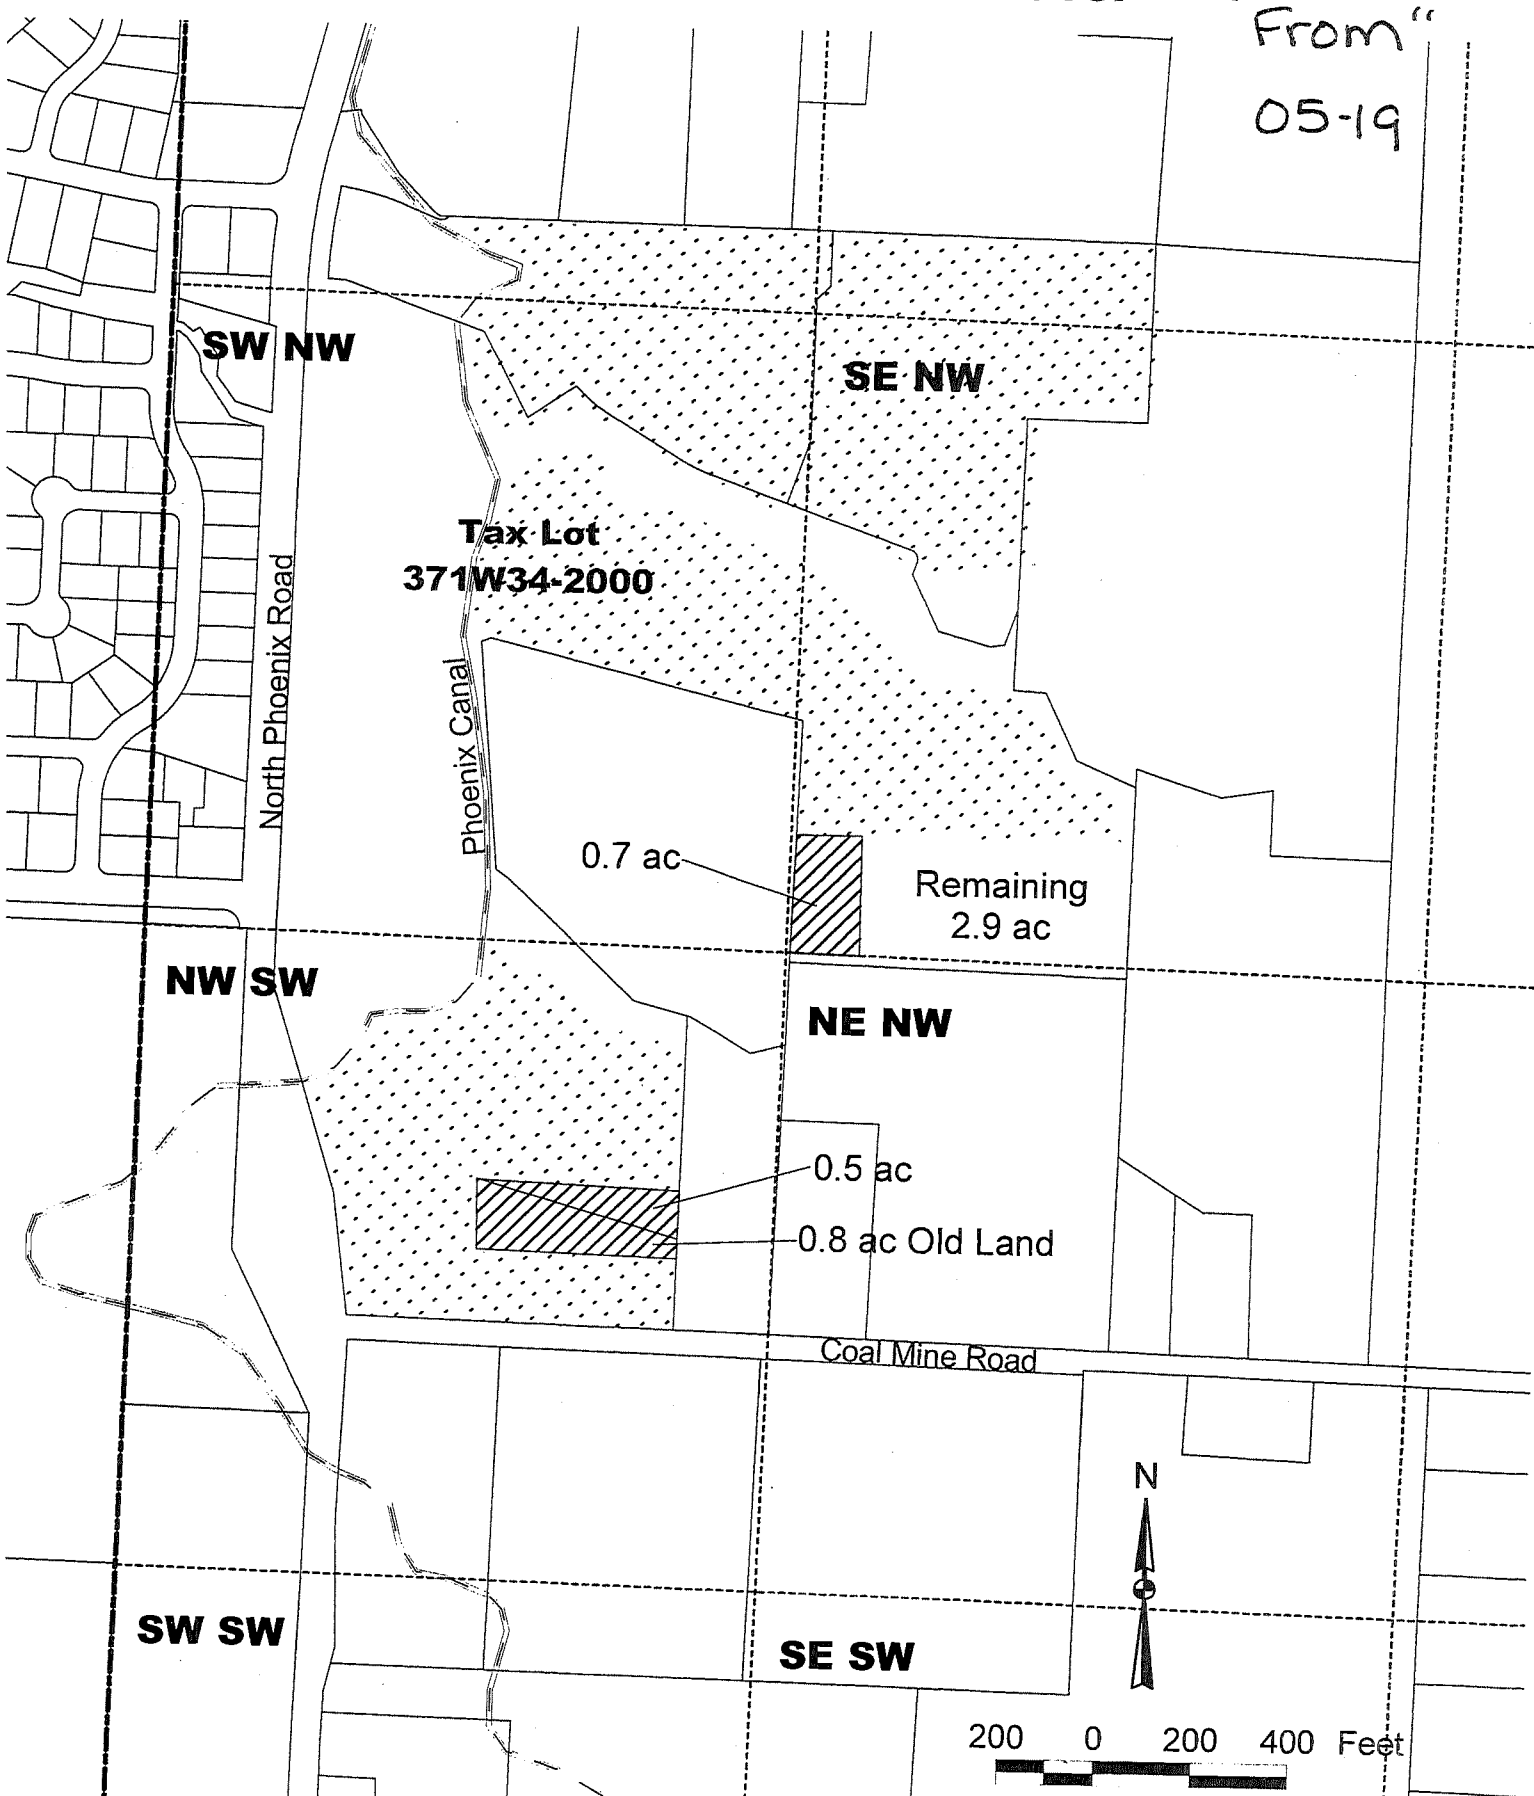 From"
05-19
SW NW
SE NW
Tax Lot
371W34-2000
North Phoenix Road
Phoenix Canal
0.7 ac
Remaining
2.9 ac
NW SW
NE NW
0.5 ac
0.8 ac Old Land
Coal Mine Road
N
SW SW
SE SW
200 0 200 400 Feet